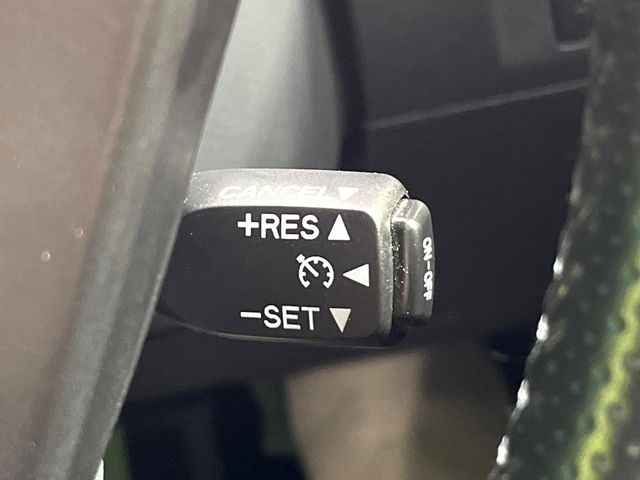 CANCEL▼
+RES▲
◀
−SET▼
ON-OFF